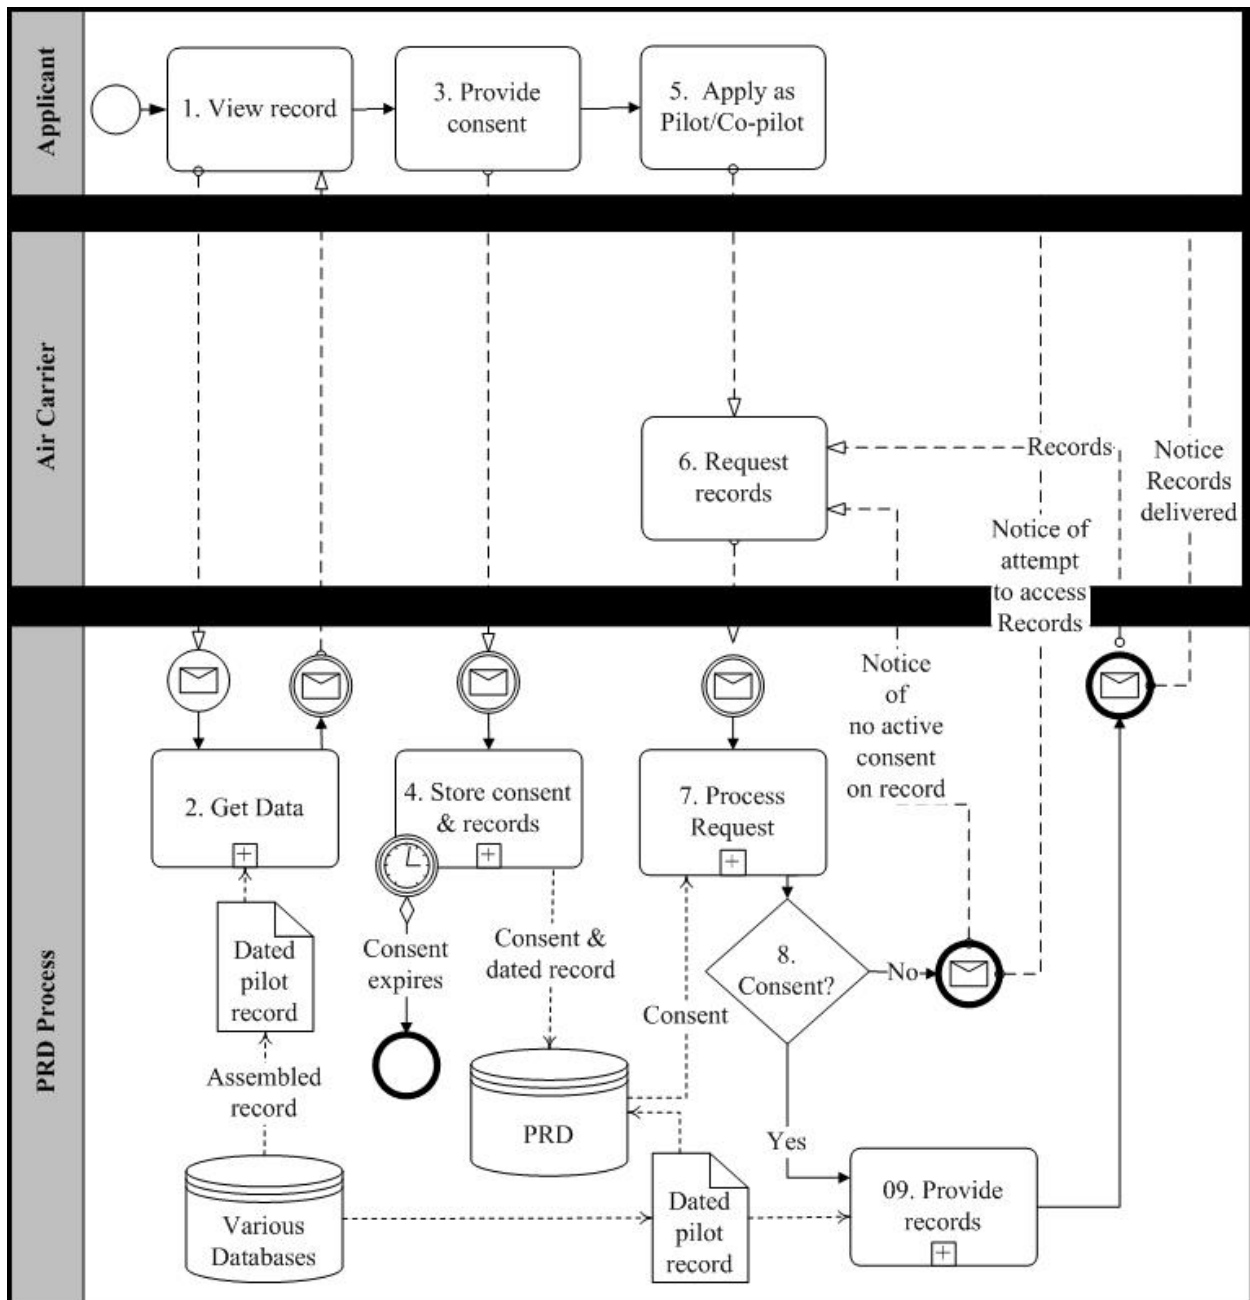 Applicant
1. View record
3. Provide
consent
5. Apply as
Pilot/Co-pilot
Air Carrier
6. Request
records
Records
Notice
Records
delivered
Notice of
attempt
to access
Records
PRD Process
Notice
of
no active
consent
on record
2. Get Data
4. Store consent
& records
7. Process
Request
Dated
pilot
record
Consent
expires
Consent &
dated record
8.
Consent?
No
Consent
Assembled
record
PRD
Yes
Various
Databases
Dated
pilot
record
09. Provide
records